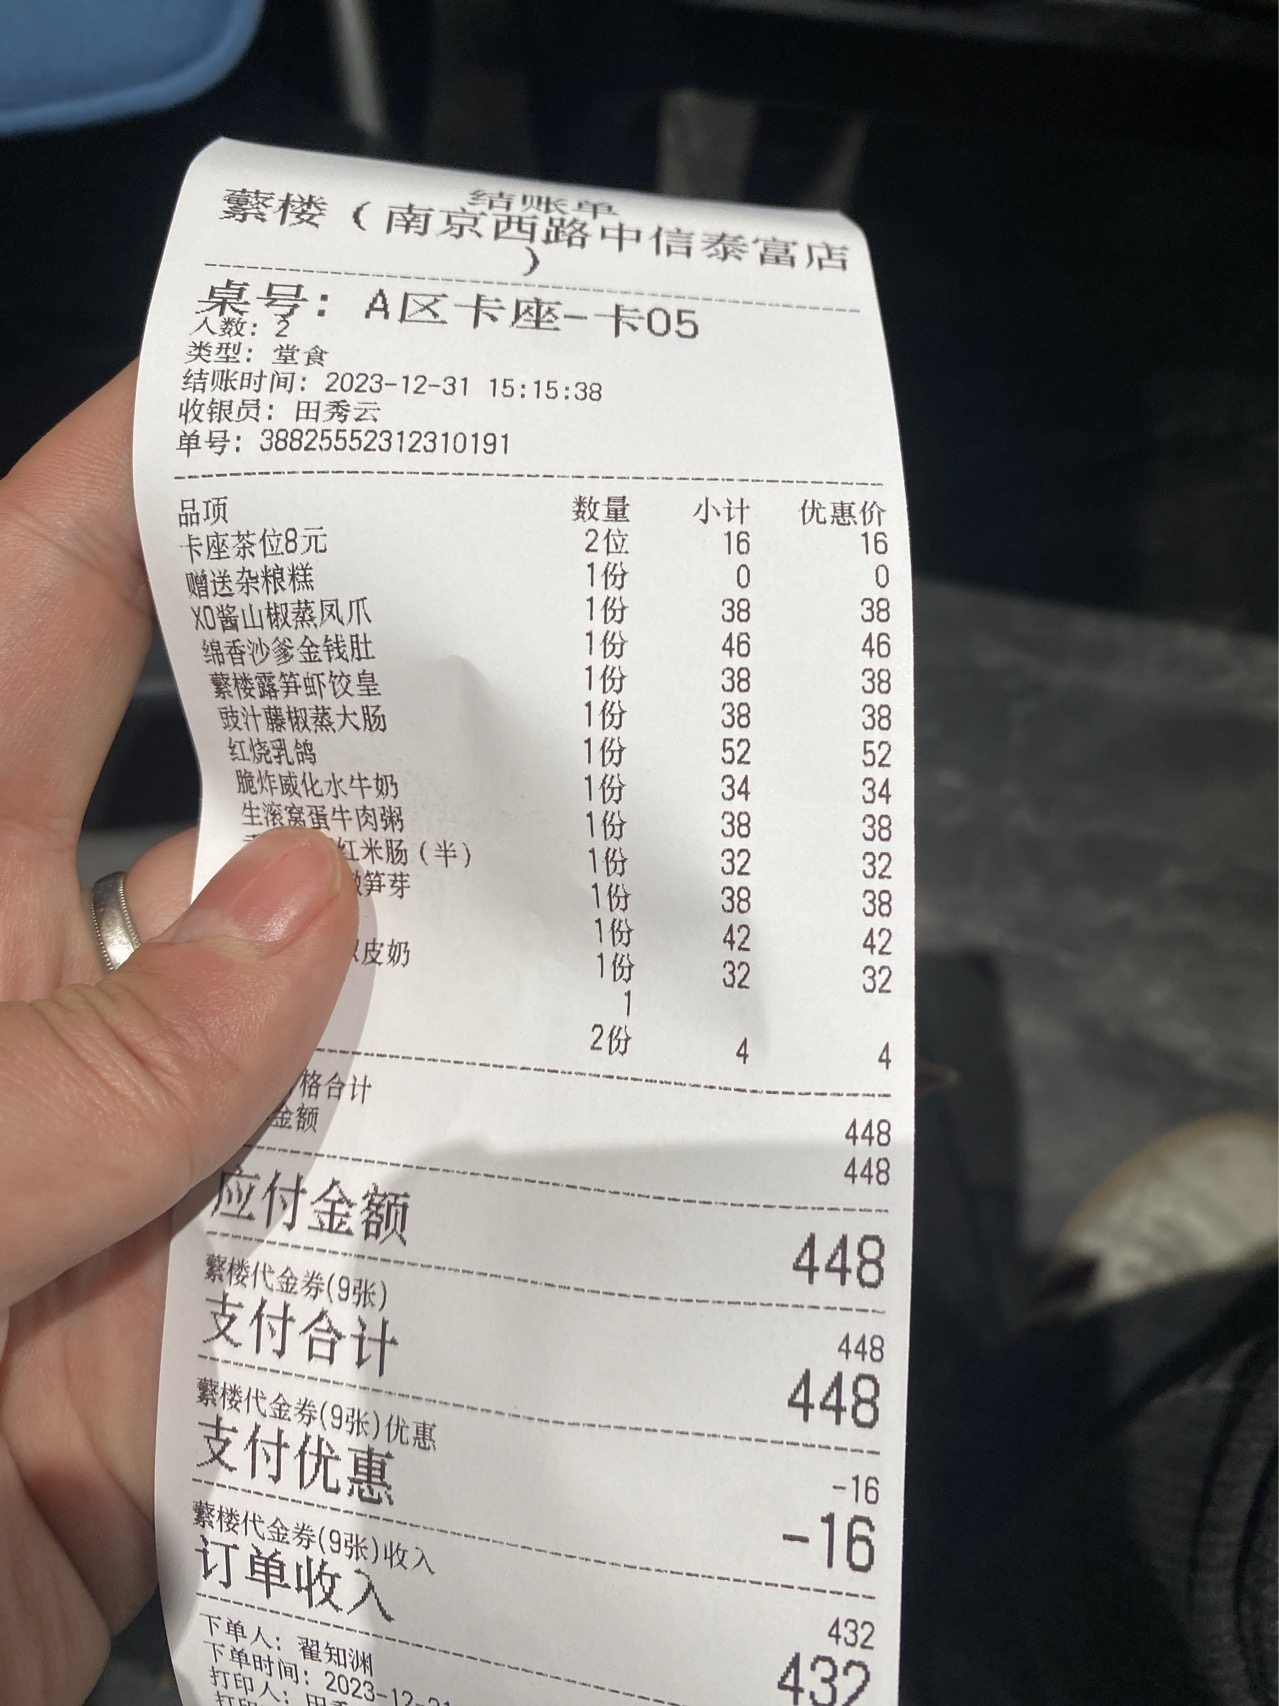 结账单
蘩楼（南京西路中信泰富店
）
桌号：A区卡座-卡05
人数：2
类型：堂食
结账时间：2023-12-31 15:15:38
收银员：田秀云
单号：38825552312310191
品项 数量 小计 优惠价
卡座茶位8元 2位 16 16
赠送杂粮糕 1份 0 0
XO酱山椒蒸凤爪 1份 38 38
绵香沙爹金钱肚 1份 46 46
蘩楼露笋虾饺皇 1份 38 38
豉汁藤椒蒸大肠 1份 38 38
红烧乳鸽 1份 52 52
脆炸威化水牛奶 1份 34 34
生滚窝蛋牛肉粥 1份 38 38
红米肠（半） 1份 32 32
笋芽 1份 38 38
1份 42 42
皮奶 1份 32 32
1
2份 4 4
格合计 448
金额 448
应付金额 448
蘩楼代金券(9张) 448
支付合计 448
蘩楼代金券(9张)优惠 -16
支付优惠 -16
蘩楼代金券(9张)收入 432
订单收入 432
下单人：翟知渊
下单时间：2023-12-31
打印人：田秀